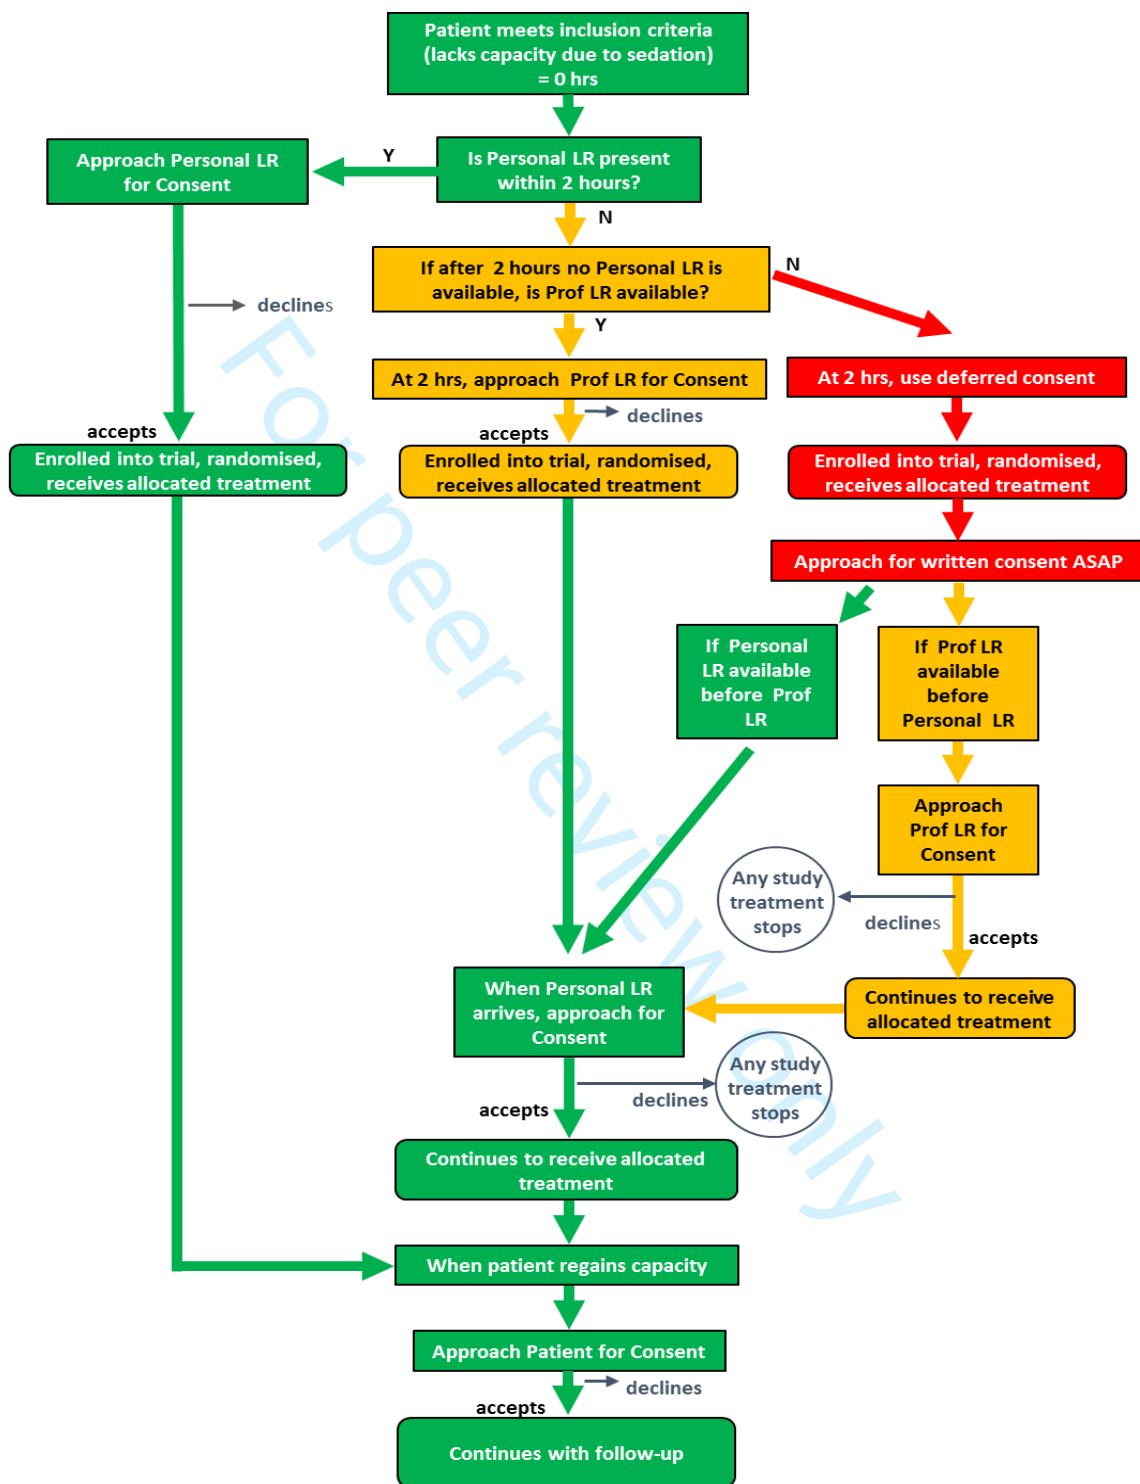 Patient meets inclusion criteria
(lacks capacity due to sedation)
= 0 hrs
Approach Personal LR
for Consent
Y
Is Personal LR present
within 2 hours?
N
If after 2 hours no Personal LR is
available, is Prof LR available?
N
declines
Y
At 2 hrs, approach Prof LR for Consent
At 2 hrs, use deferred consent
declines
accepts
accepts
Enrolled into trial, randomised,
receives allocated treatment
Enrolled into trial, randomised,
receives allocated treatment
Enrolled into trial, randomised,
receives allocated treatment
Approach for written consent ASAP
If Personal
LR available
before Prof
LR
If Prof LR
available
before
Personal LR
Approach
Prof LR for
Consent
Any study
treatment
stops
declines
accepts
When Personal LR
arrives, approach for
Consent
Continues to receive
allocated treatment
Any study
treatment
stops
declines
accepts
Continues to receive allocated
treatment
When patient regains capacity
Approach Patient for Consent
declines
accepts
Continues with follow-up
For peer review only